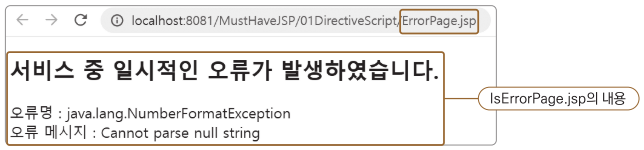 localhost:8081/MustHaveJSP/01DirectiveScript/ErrorPage.jsp
서비스 중 일시적인 오류가 발생하였습니다.
IsErrorPage.jsp의 내용
오류명 : java.lang.NumberFormatException
오류 메시지 : Cannot parse null string